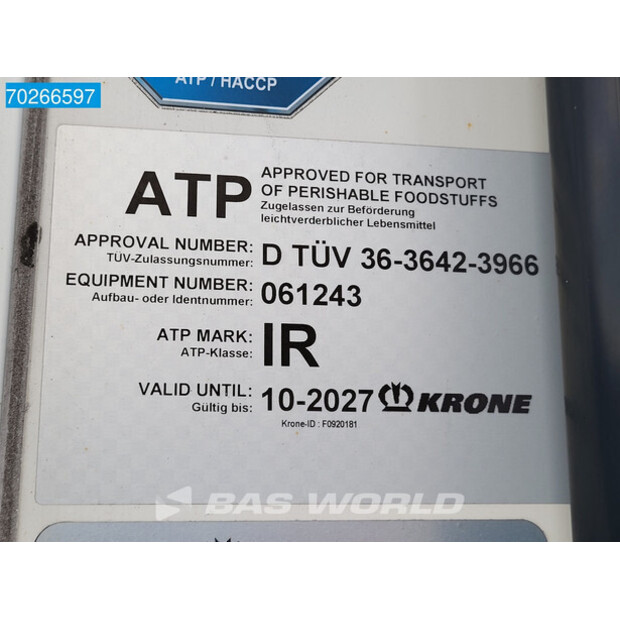 70266597
ATP / HACCP
ATP
APPROVED FOR TRANSPORT
OF PERISHABLE FOODSTUFFS
Zugelassen zur Beförderung
leichtverderblicher Lebensmittel
APPROVAL NUMBER:
TÜV-Zulassungsnummer:
D TÜV 36-3642-3966
EQUIPMENT NUMBER:
Aufbau- oder Identnummer:
061243
ATP MARK:
ATP-Klasse:
IR
VALID UNTIL:
Gültig bis:
10-2027
KRONE
Krone-ID : F0920181
BAS WORLD